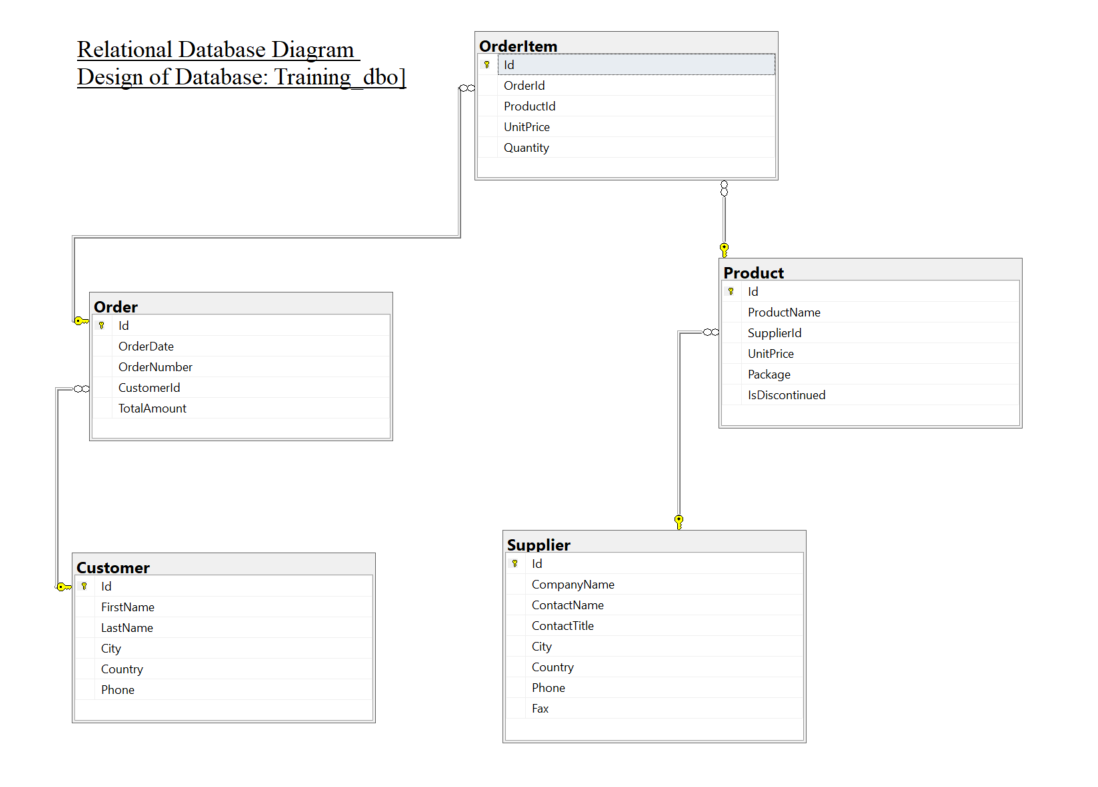 Relational Database Diagram
Design of Database: Training_dbo]
OrderItem
Id
OrderId
ProductId
UnitPrice
Quantity
Product
Id
ProductName
SupplierId
UnitPrice
Package
IsDiscontinued
Order
Id
OrderDate
OrderNumber
CustomerId
TotalAmount
Customer
Id
FirstName
LastName
City
Country
Phone
Supplier
Id
CompanyName
ContactName
ContactTitle
City
Country
Phone
Fax